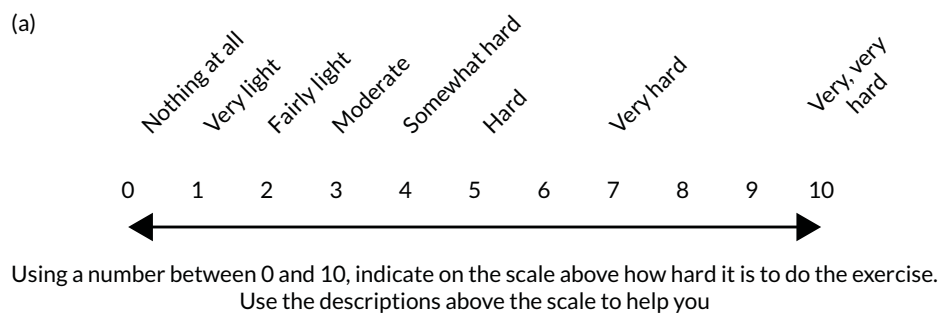 (a)
Nothing at all
Very light
Fairly light
Moderate
Somewhat hard
Hard
Very hard
Very, very
hard
0 1 2 3 4 5 6 7 8 9 10
Using a number between 0 and 10, indicate on the scale above how hard it is to do the exercise.
Use the descriptions above the scale to help you